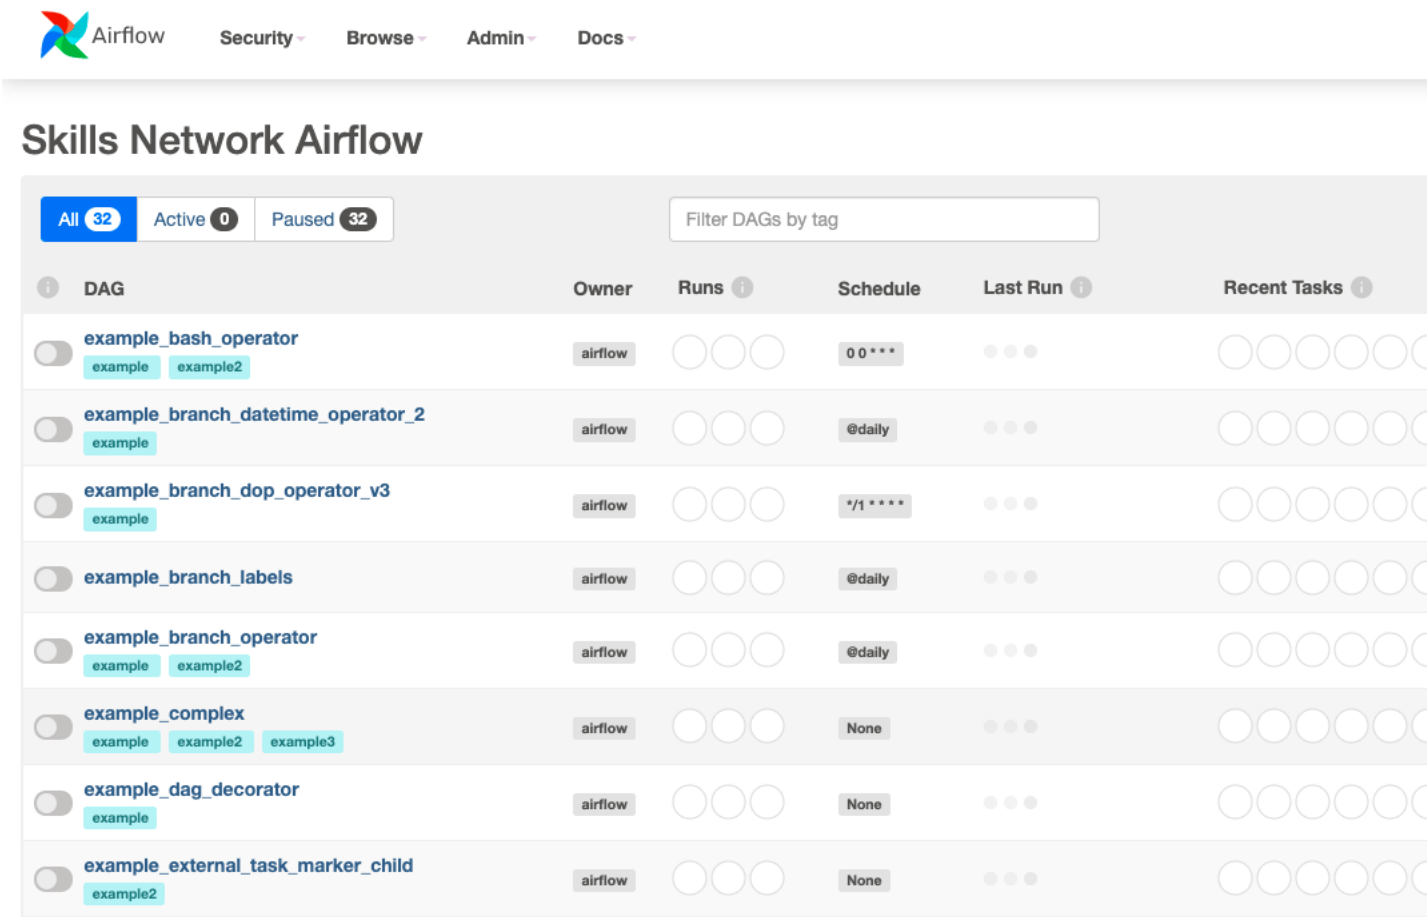 Airflow Security Browse Admin Docs
Skills Network Airflow
All 32 Active 0 Paused 32 Filter DAGs by tag
DAG Owner Runs Schedule Last Run Recent Tasks
example_bash_operator
example example2 airflow 0 0 * * *
example_branch_datetime_operator_2
example airflow @daily
example_branch_dop_operator_v3
example airflow */1 * * * *
example_branch_labels airflow @daily
example_branch_operator
example example2 airflow @daily
example_complex
example example2 example3 airflow None
example_dag_decorator
example airflow None
example_external_task_marker_child
example2 airflow None